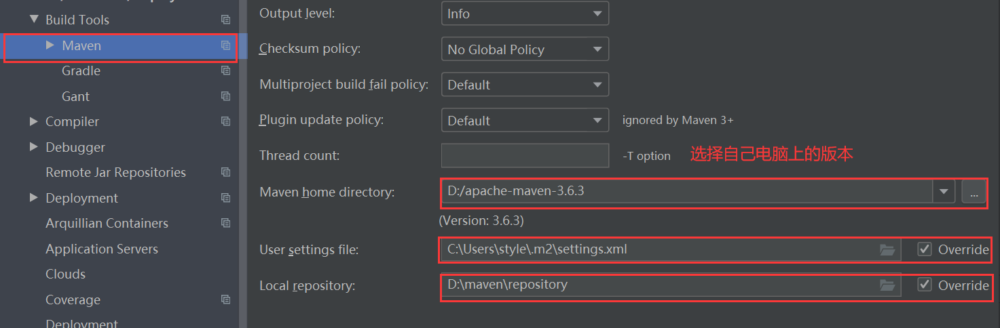 Build Tools
Maven
Gradle
Gant
Compiler
Debugger
Remote Jar Repositories
Deployment
Arquillian Containers
Application Servers
Clouds
Coverage
Deployment
Output level: Info
Checksum policy: No Global Policy
Multiproject build fail policy: Default
Plugin update policy: Default ignored by Maven 3+
Thread count: -T option 选择自己电脑上的版本
Maven home directory: D:/apache-maven-3.6.3 ...
(Version: 3.6.3)
User settings file: C:\Users\style\.m2\settings.xml Override
Local repository: D:\maven\repository Override